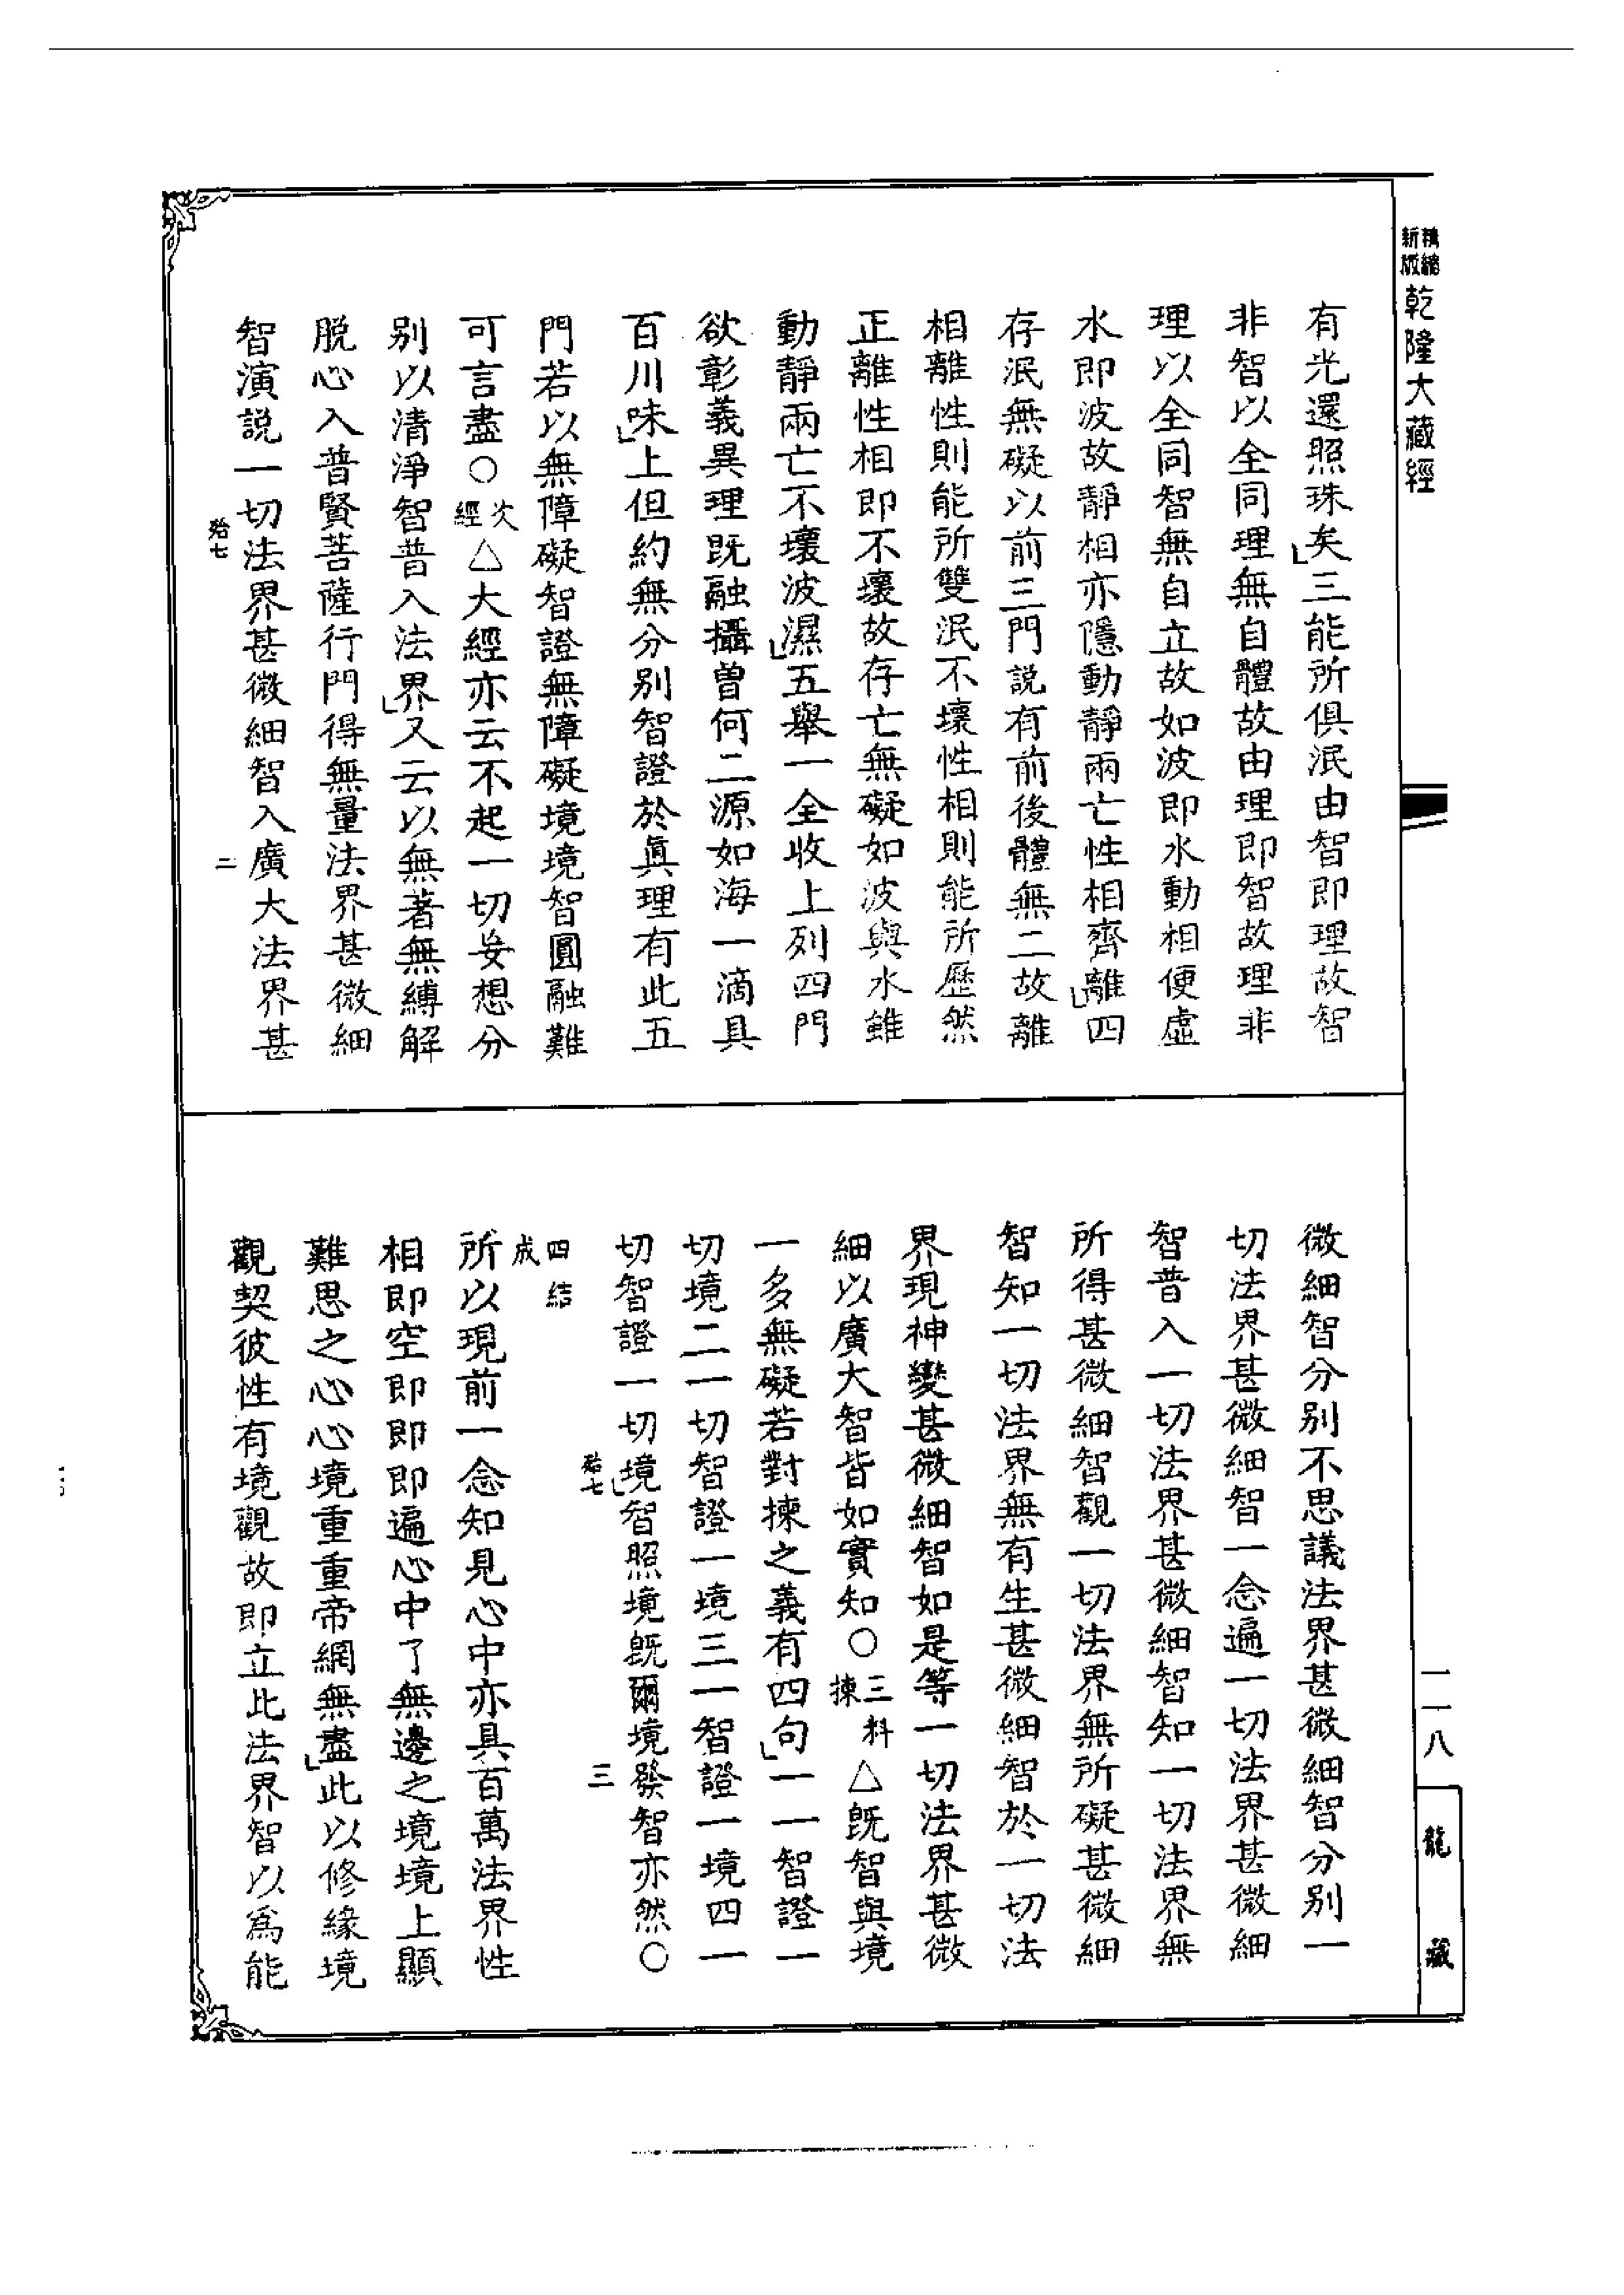 精縮新版乾隆大藏經
有光還照珠矣」三能所俱泯由智即理故智
非智以全同理無自體故由理即智故理非
理以全同智無自立故如波即水動相便虛
水即波故靜相亦隱動靜兩亡性相齊離」四
存泯無礙以前三門説有前後體無二故離
相離性則能所雙泯不壞性相則能所歷然
正離性相即不壞故存亡無礙如波與水雖
動靜兩亡不壞波濕」五舉一全收上列四門
欲彰義異理既融攝曽何二源如海一滴具
百川味」上但約無分別智證於眞理有此五
門若以無障礙智證無障礙境境智圓融難
可言盡○次經△大經亦云不起一切妄想分
別以清淨智普入法界」又云以無著無縛解
脫心入普賢菩薩行門得無量法界甚微細
智演説一切法界甚微細智入廣大法界甚
殆七
二
微細智分別不思議法界甚微細智分別一
切法界甚微細智一念遍一切法界甚微細
智普入一切法界甚微細智知一切法界無
所得甚微細智觀一切法界無所礙甚微細
智知一切法界無有生甚微細智於一切法
界現神變甚微細智如是等一切法界甚微
細以廣大智皆如實知○三料揀△既智與境
一多無礙若對揀之義有四句」一一智證一
切境二一切智證一境三一智證一境四一
切智證一切境」智照境既爾境發智亦然○
殆七
三
四結成
所以現前一念知見心中亦具百萬法界性
相即空即即即遍心中了無邊之境境上顯
難思之心心境重重帝網無盡」此以修緣境
觀契彼性有境觀故即立此法界智以爲能
一一八
龍藏